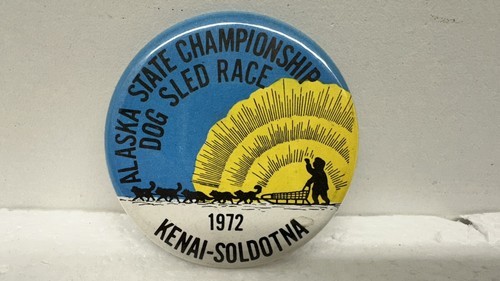 ALASKA STATE CHAMPIONSHIP
DOG SLED RACE
1972
KENAI-SOLDOTNA